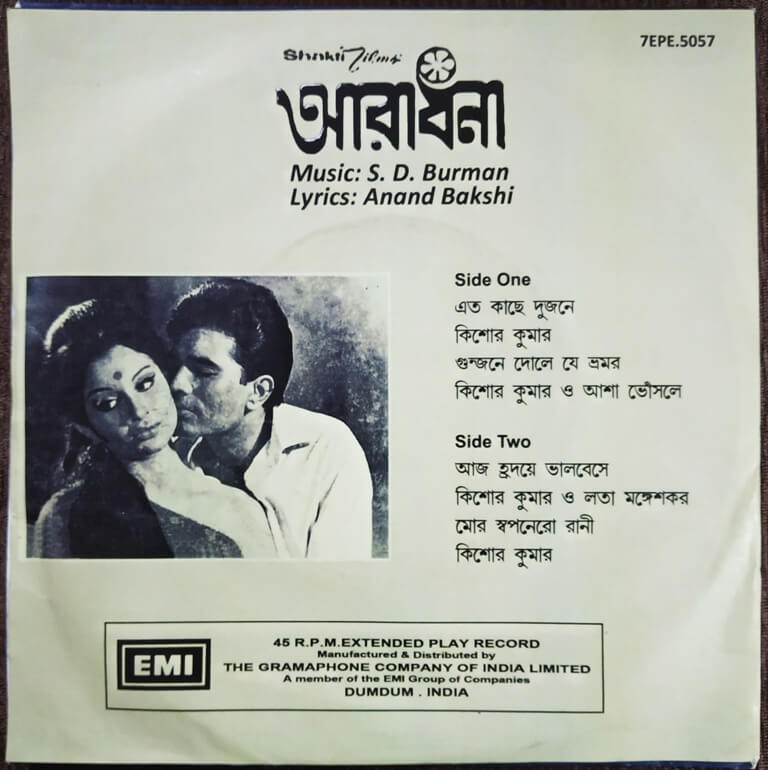 7EPE.5057
Shakti Films
আরাধনা
Music: S. D. Burman
Lyrics: Anand Bakshi
Side One
এত কাছে দুজনে
কিশোর কুমার
গুন্জনে দোলে যে ভ্রমর
কিশোর কুমার ও আশা ভোঁসলে
Side Two
আজ হৃদয়ে ভালবেসে
কিশোর কুমার ও লতা মঙ্গেশকর
মোর স্বপনেরো রানী
কিশোর কুমার
EMI
45 R.P.M.EXTENDED PLAY RECORD
Manufactured & Distributed by
THE GRAMAPHONE COMPANY OF INDIA LIMITED
A member of the EMI Group of Companies
DUMDUM . INDIA